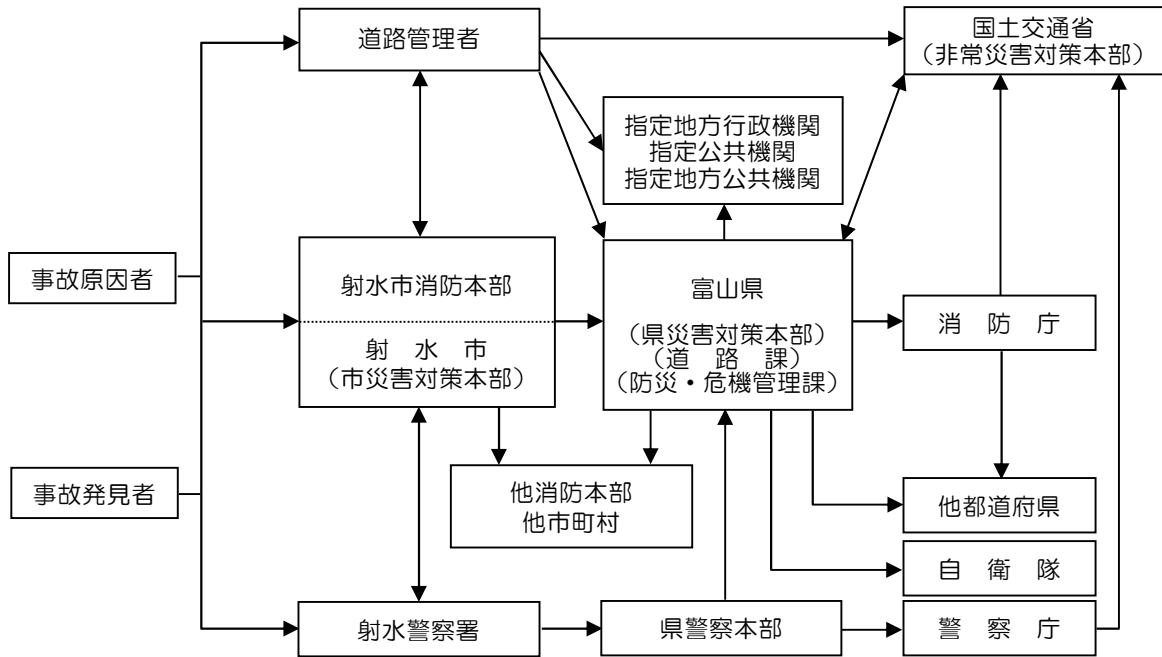 道路管理者
国土交通省
（非常災害対策本部）
指定地方行政機関
指定公共機関
指定地方公共機関
事故原因者
射水市消防本部
射　水　市
（市災害対策本部）
富山県
（県災害対策本部）
（道　路　課）
（防災・危機管理課）
消　防　庁
事故発見者
他消防本部
他市町村
他都道府県
自　衛　隊
射水警察署
県警察本部
警　察　庁